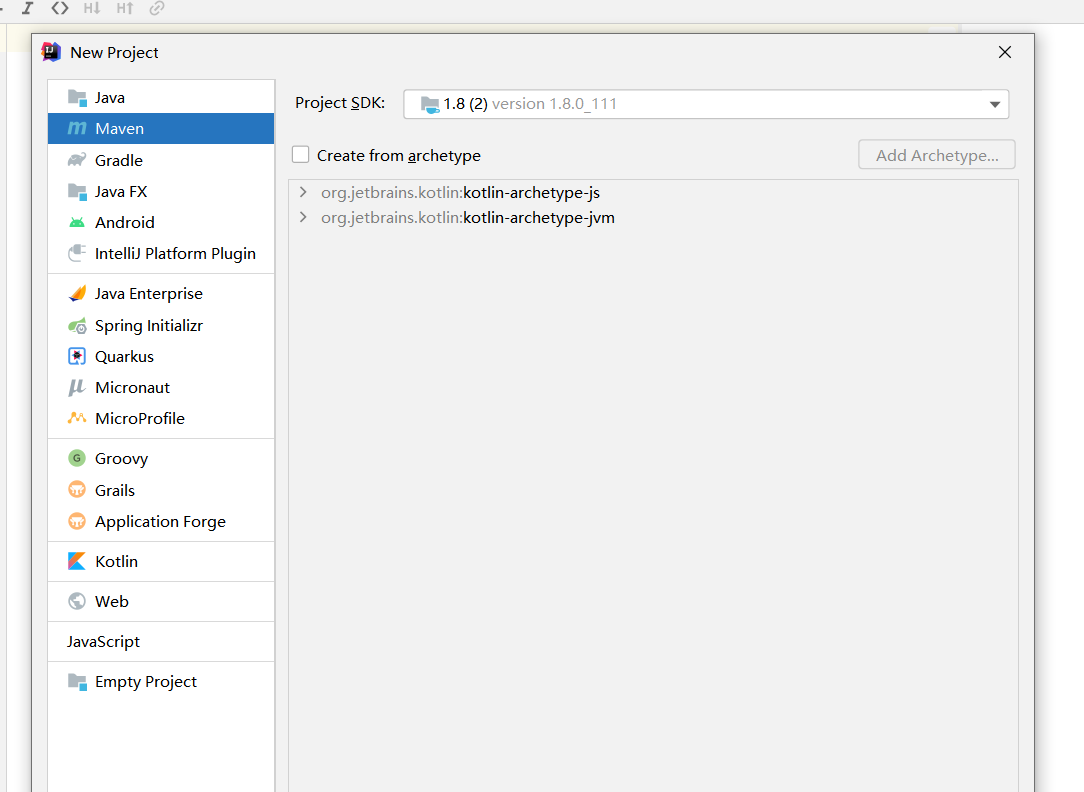 New Project
Java
Maven
Gradle
Java FX
Android
IntelliJ Platform Plugin
Java Enterprise
Spring Initializr
Quarkus
Micronaut
MicroProfile
Groovy
Grails
Application Forge
Kotlin
Web
JavaScript
Empty Project
Project SDK: 1.8 (2) version 1.8.0_111
Create from archetype
Add Archetype...
org.jetbrains.kotlin:kotlin-archetype-js
org.jetbrains.kotlin:kotlin-archetype-jvm